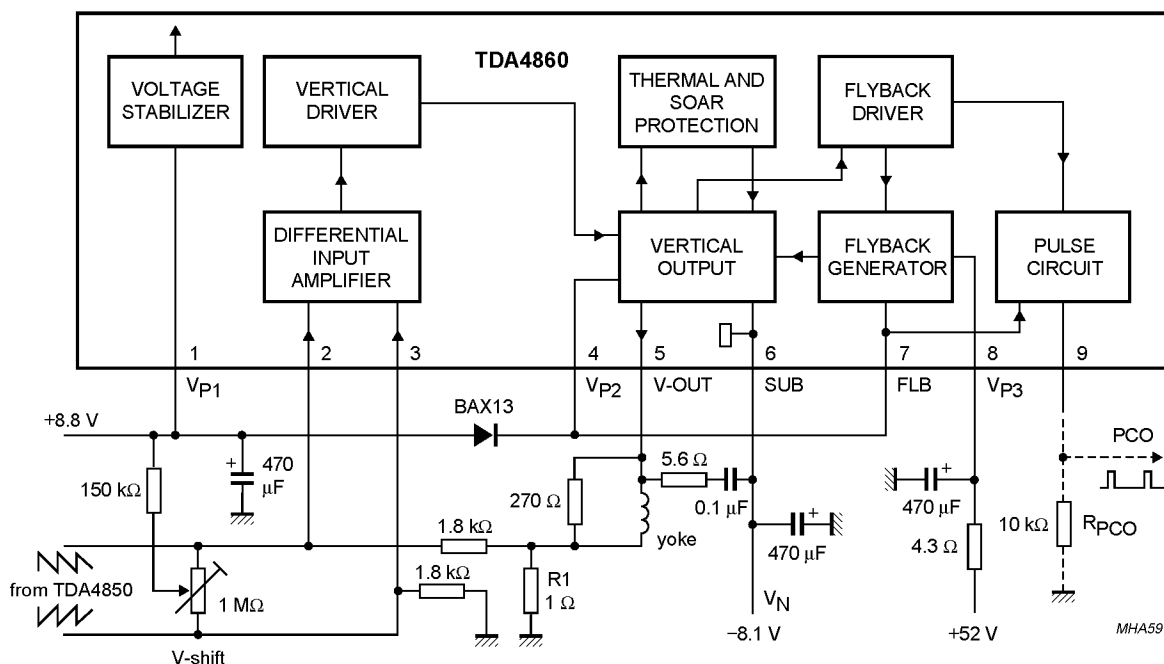 TDA4860
VOLTAGE
STABILIZER
VERTICAL
DRIVER
THERMAL AND
SOAR
PROTECTION
FLYBACK
DRIVER
DIFFERENTIAL
INPUT
AMPLIFIER
VERTICAL
OUTPUT
FLYBACK
GENERATOR
PULSE
CIRCUIT
1 2 3 4 5 6 7 8 9
VP1 VP2 V-OUT SUB FLB VP3
+8.8 V
BAX13
PCO
150 kΩ
+ 470
µF
270 Ω
5.6 Ω
0.1 µF
+
470 µF
10 kΩ
RPCO
1.8 kΩ
yoke
+
470 µF
4.3 Ω
from TDA4850
1 MΩ
1.8 kΩ
R1
1 Ω
VN
−8.1 V
+52 V
MHA59
V-shift